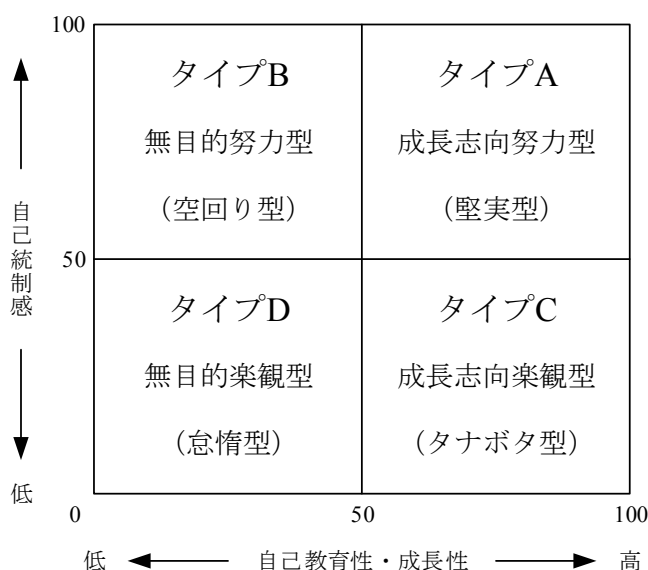 100
タイプB
無目的努力型
（空回り型）
タイプA
成長志向努力型
（堅実型）
自己統制感
50
タイプD
無目的楽観型
（怠惰型）
タイプC
成長志向楽観型
（タナボタ型）
低
0
50
100
低
自己教育性・成長性
高